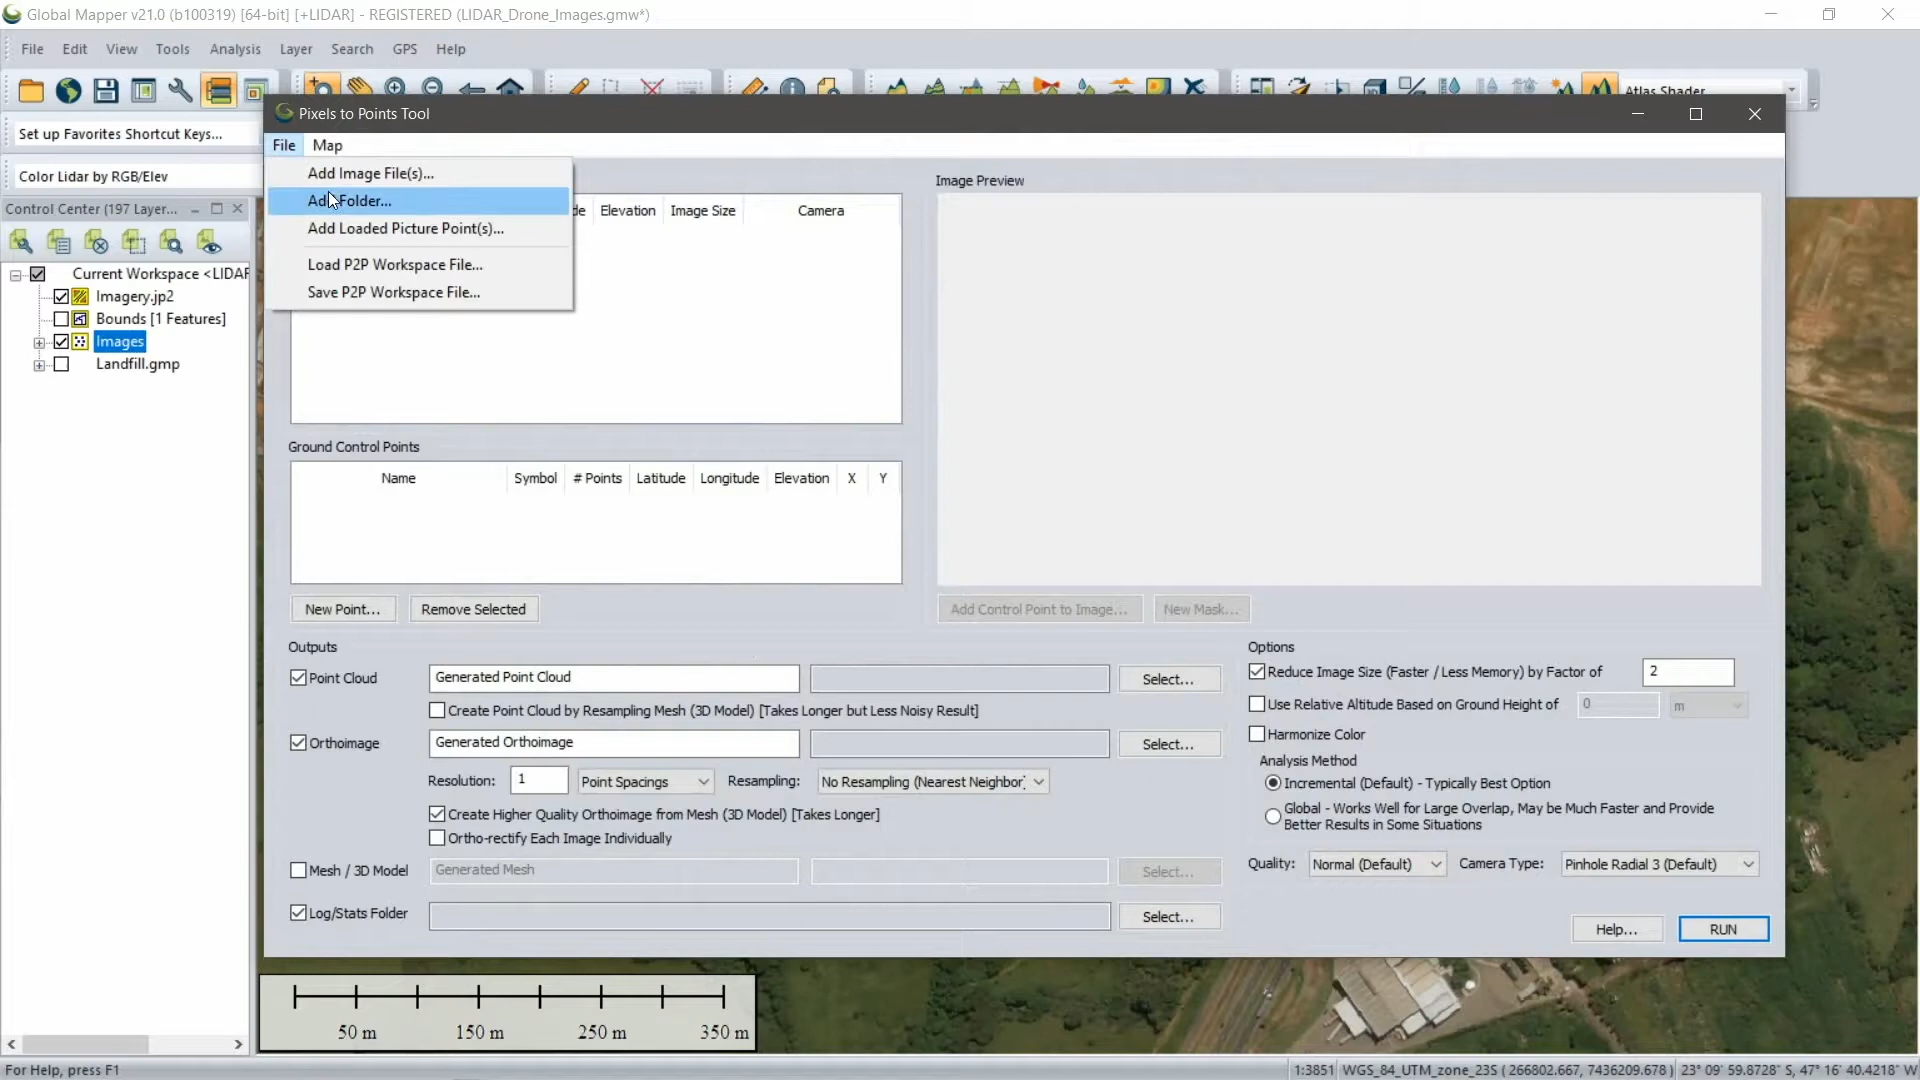 Global Mapper v21.0 (b100319) [64-bit] [+LIDAR] - REGISTERED (LIDAR_Drone_Images.gmw*)
File Edit View Tools Analysis Layer Search GPS Help
Atlas Shader
Set up Favorites Shortcut Keys...
Color Lidar by RGB/Elev
Control Center (197 Layer...
Current Workspace <LIDAR
Imagery.jp2
Bounds [1 Features]
Images
Landfill.gmp
Pixels to Points Tool
File Map
Add Image File(s)...
Add Folder...
Add Loaded Picture Point(s)...
Load P2P Workspace File...
Save P2P Workspace File...
de Elevation Image Size Camera
Image Preview
Ground Control Points
Name Symbol # Points Latitude Longitude Elevation X Y
New Point... Remove Selected
Add Control Point to Image... New Mask...
Outputs
Point Cloud Generated Point Cloud Select...
Create Point Cloud by Resampling Mesh (3D Model) [Takes Longer but Less Noisy Result]
Orthoimage Generated Orthoimage Select...
Resolution: 1 Point Spacings Resampling: No Resampling (Nearest Neighbor
Create Higher Quality Orthoimage from Mesh (3D Model) [Takes Longer]
Ortho-rectify Each Image Individually
Mesh / 3D Model Generated Mesh Select...
Log/Stats Folder Select...
Options
Reduce Image Size (Faster / Less Memory) by Factor of 2
Use Relative Altitude Based on Ground Height of 0 m
Harmonize Color
Analysis Method
Incremental (Default) - Typically Best Option
Global - Works Well for Large Overlap, May be Much Faster and Provide
Better Results in Some Situations
Quality: Normal (Default) Camera Type: Pinhole Radial 3 (Default)
Help... RUN
50 m 150 m 250 m 350 m
For Help, press F1
1:3851 WGS_84_UTM_zone_23S ( 266802.667, 7436209.678 ) 23° 09' 59.8728" S, 47° 16' 40.4218" W